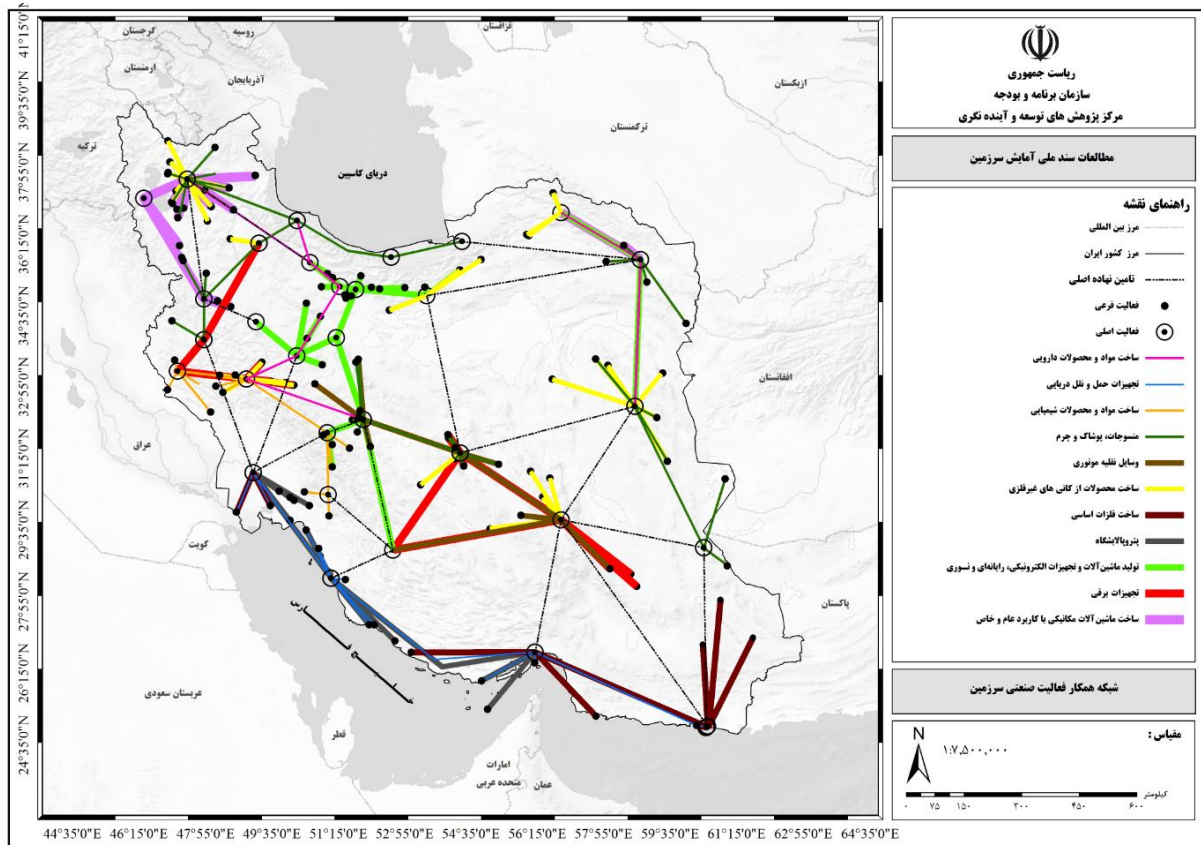 ریاست جمهوری
سازمان برنامه و بودجه
مرکز پژوهش های توسعه و آینده نگری
مطالعات سند ملی آمایش سرزمین
راهنمای نقشه
مرز بین المللی
مرز کشور ایران
تامین نهاده اصلی
فعالیت فرعی
فعالیت اصلی
ساخت مواد و محصولات دارویی
تجهیزات حمل و نقل دریایی
ساخت مواد و محصولات شیمیایی
منسوجات، پوشاک و چرم
وسایل نقلیه موتوری
ساخت محصولات از کانی های غیرفلزی
ساخت فلزات اساسی
پتروپالایشگاه
تولید ماشین‌آلات و تجهیزات الکترونیکی، رایانه‌ای و نسوری
تجهیزات برقی
ساخت ماشین‌آلات مکانیکی با کاربرد عام و خاص
شبکه همکار فعالیت صنعتی سرزمین
مقیاس :
N
۱:۷,۵۰۰,۰۰۰
کیلومتر
۰ ۷۵ ۱۵۰ ۳۰۰ ۴۵۰ ۶۰۰
گرجستان
روسیه
قزاقستان
ارمنستان
آذربایجان
ازبکستان
ترکیه
ترکمنستان
دریای کاسپین
افغانستان
عراق
کویت
پاکستان
خلیج فارس
عربستان سعودی
قطر
امارات
متحده عربی
عمان
41°15'0"N
39°35'0"N
37°55'0"N
36°15'0"N
34°35'0"N
32°55'0"N
31°15'0"N
29°35'0"N
27°55'0"N
26°15'0"N
24°35'0"N
44°35'0"E 46°15'0"E 47°55'0"E 49°35'0"E 51°15'0"E 52°55'0"E 54°35'0"E 56°15'0"E 57°55'0"E 59°35'0"E 61°15'0"E 62°55'0"E 64°35'0"E